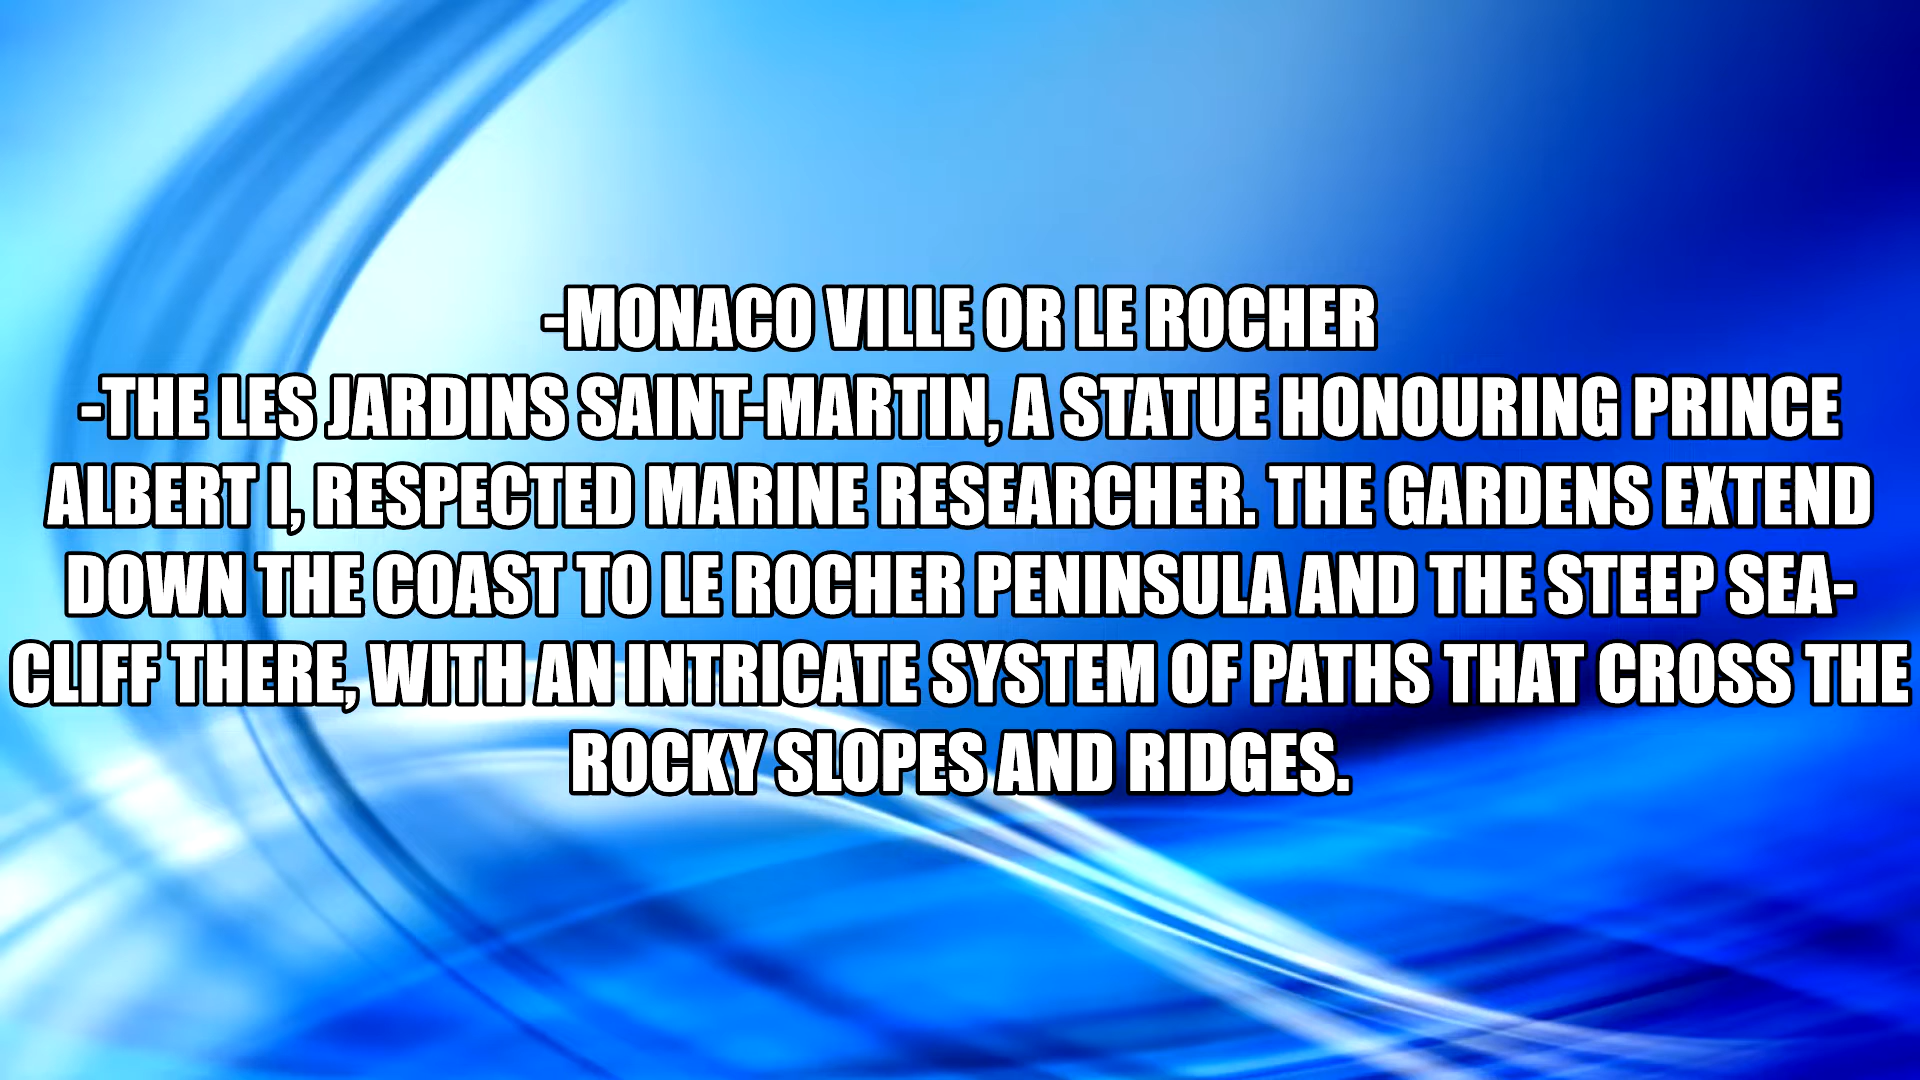 -MONACO VILLE OR LE ROCHER
-THE LES JARDINS SAINT-MARTIN, A STATUE HONOURING PRINCE
ALBERT I, RESPECTED MARINE RESEARCHER. THE GARDENS EXTEND
DOWN THE COAST TO LE ROCHER PENINSULA AND THE STEEP SEA-
CLIFF THERE, WITH AN INTRICATE SYSTEM OF PATHS THAT CROSS THE
ROCKY SLOPES AND RIDGES.